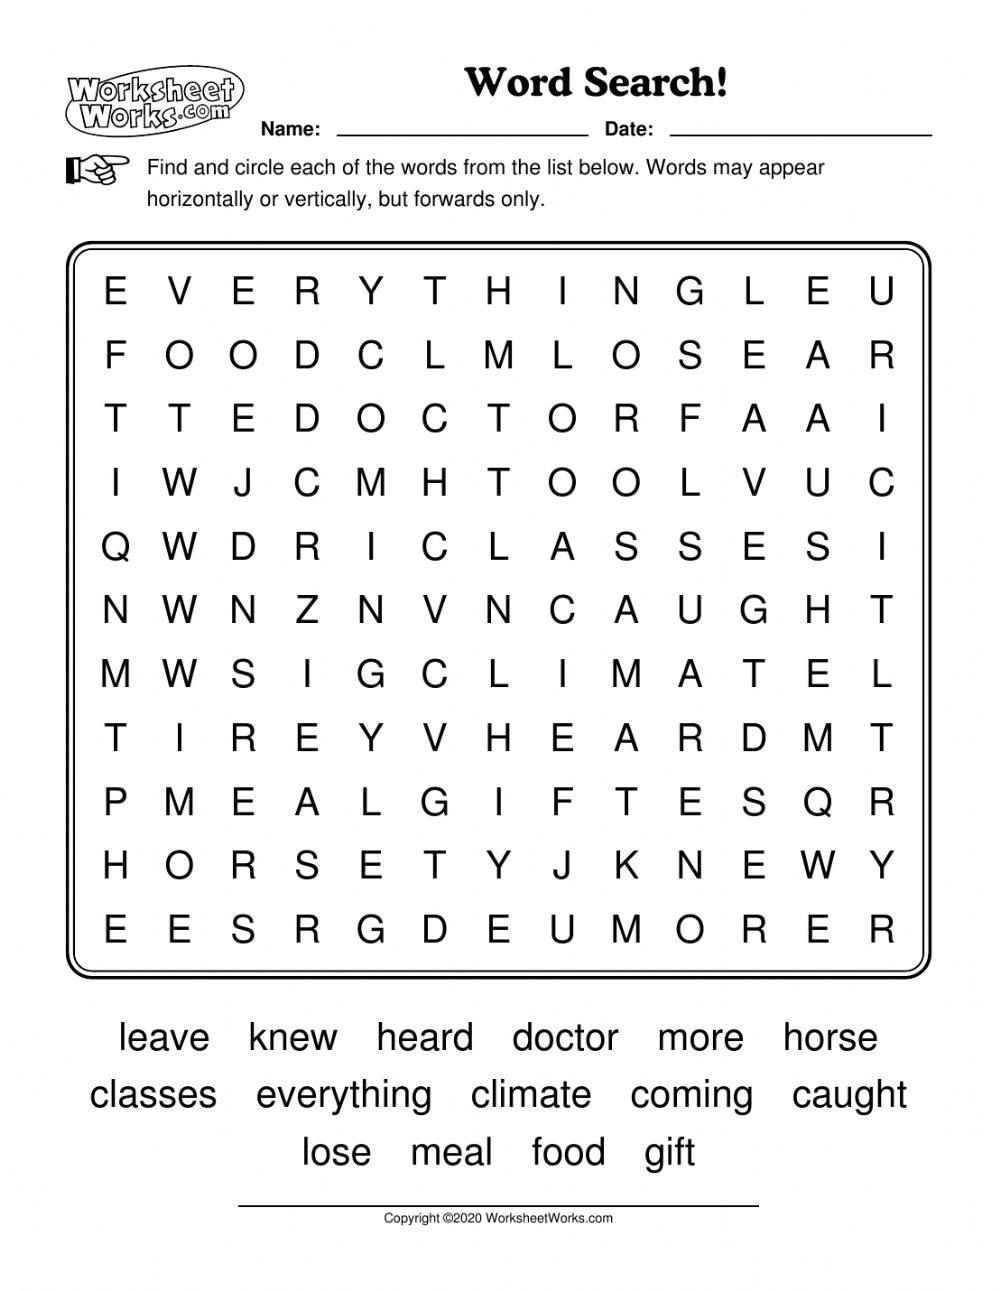 Worksheet
Works.com
Word Search!
Name: Date:
Find and circle each of the words from the list below. Words may appear
horizontally or vertically, but forwards only.
E V E R Y T H I N G L E U
F O O D C L M L O S E A R
T T E D O C T O R F A A I
I W J C M H T O O L V U C
Q W D R I C L A S S E S I
N W N Z N V N C A U G H T
M W S I G C L I M A T E L
T I R E Y V H E A R D M T
P M E A L G I F T E S Q R
H O R S E T Y J K N E W Y
E E S R G D E U M O R E R
leave knew heard doctor more horse
classes everything climate coming caught
lose meal food gift
Copyright ©2020 WorksheetWorks.com